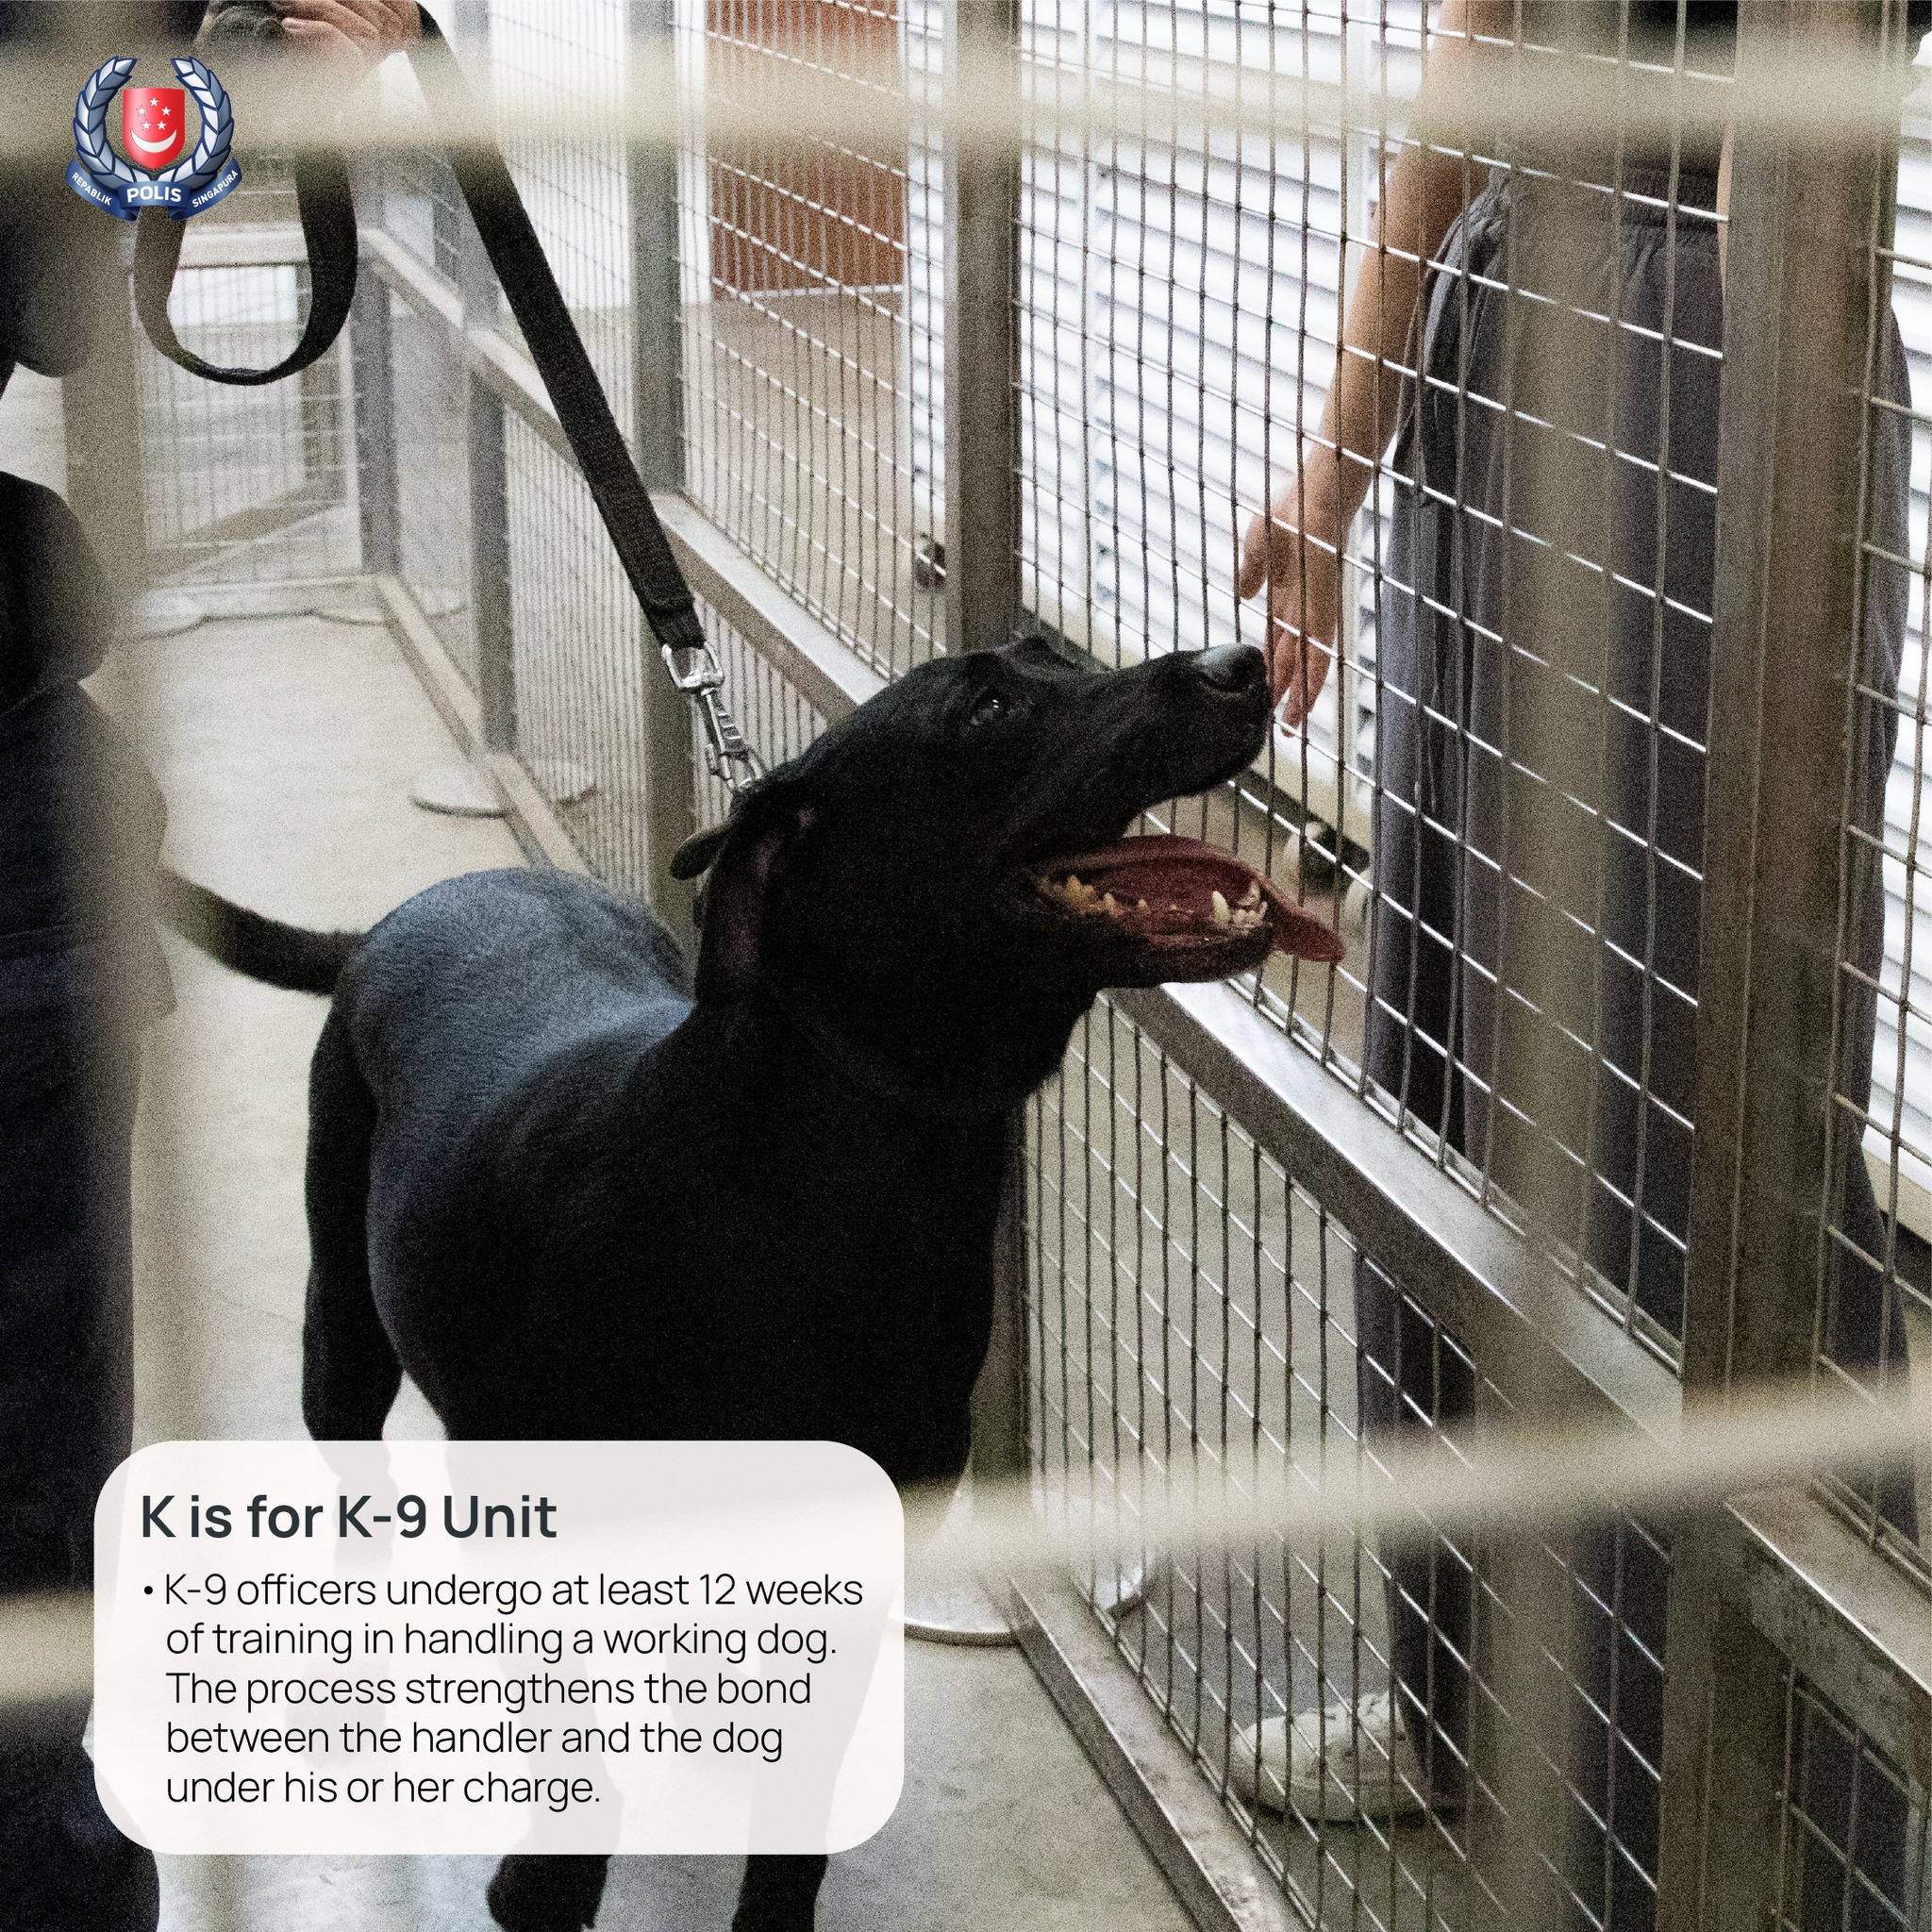 REPABLIK POLIS SINGAPURA
K is for K-9 Unit
• K-9 officers undergo at least 12 weeks
of training in handling a working dog.
The process strengthens the bond
between the handler and the dog
under his or her charge.